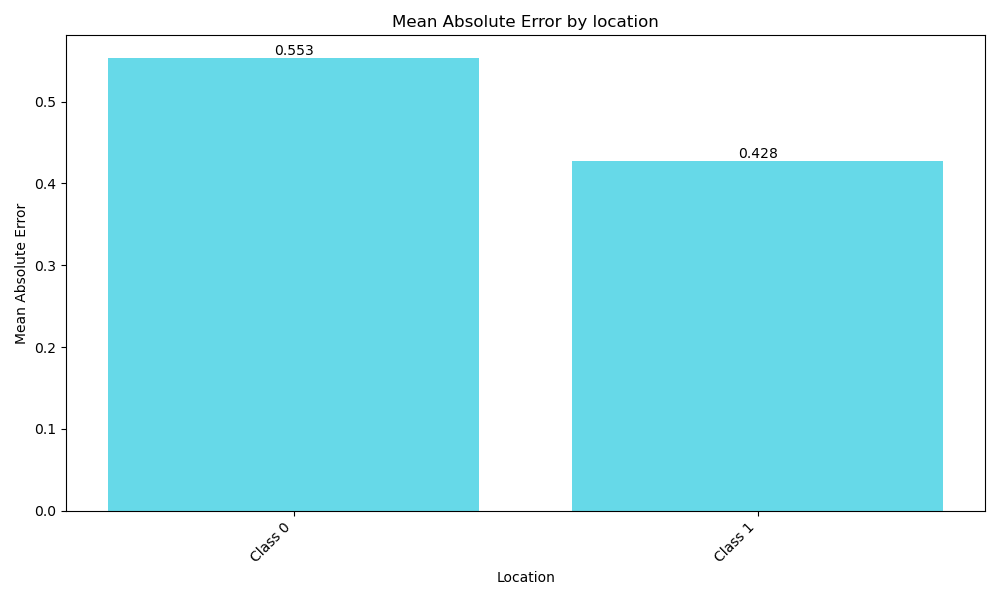 Mean Absolute Error by location
0.553
0.428
Mean Absolute Error
0.5
0.4
0.3
0.2
0.1
0.0
Class 0
Class 1
Location